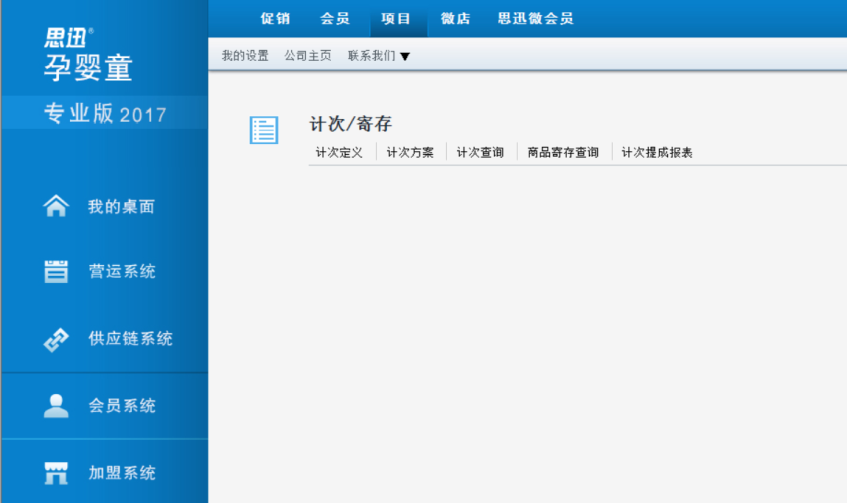 思迅®
孕婴童
专业版 2017
我的桌面
营运系统
供应链系统
会员系统
加盟系统
促销 会员 项目 微店 思迅微会员
我的设置 公司主页 联系我们▼
计次/寄存
计次定义 计次方案 计次查询 商品寄存查询 计次提成报表